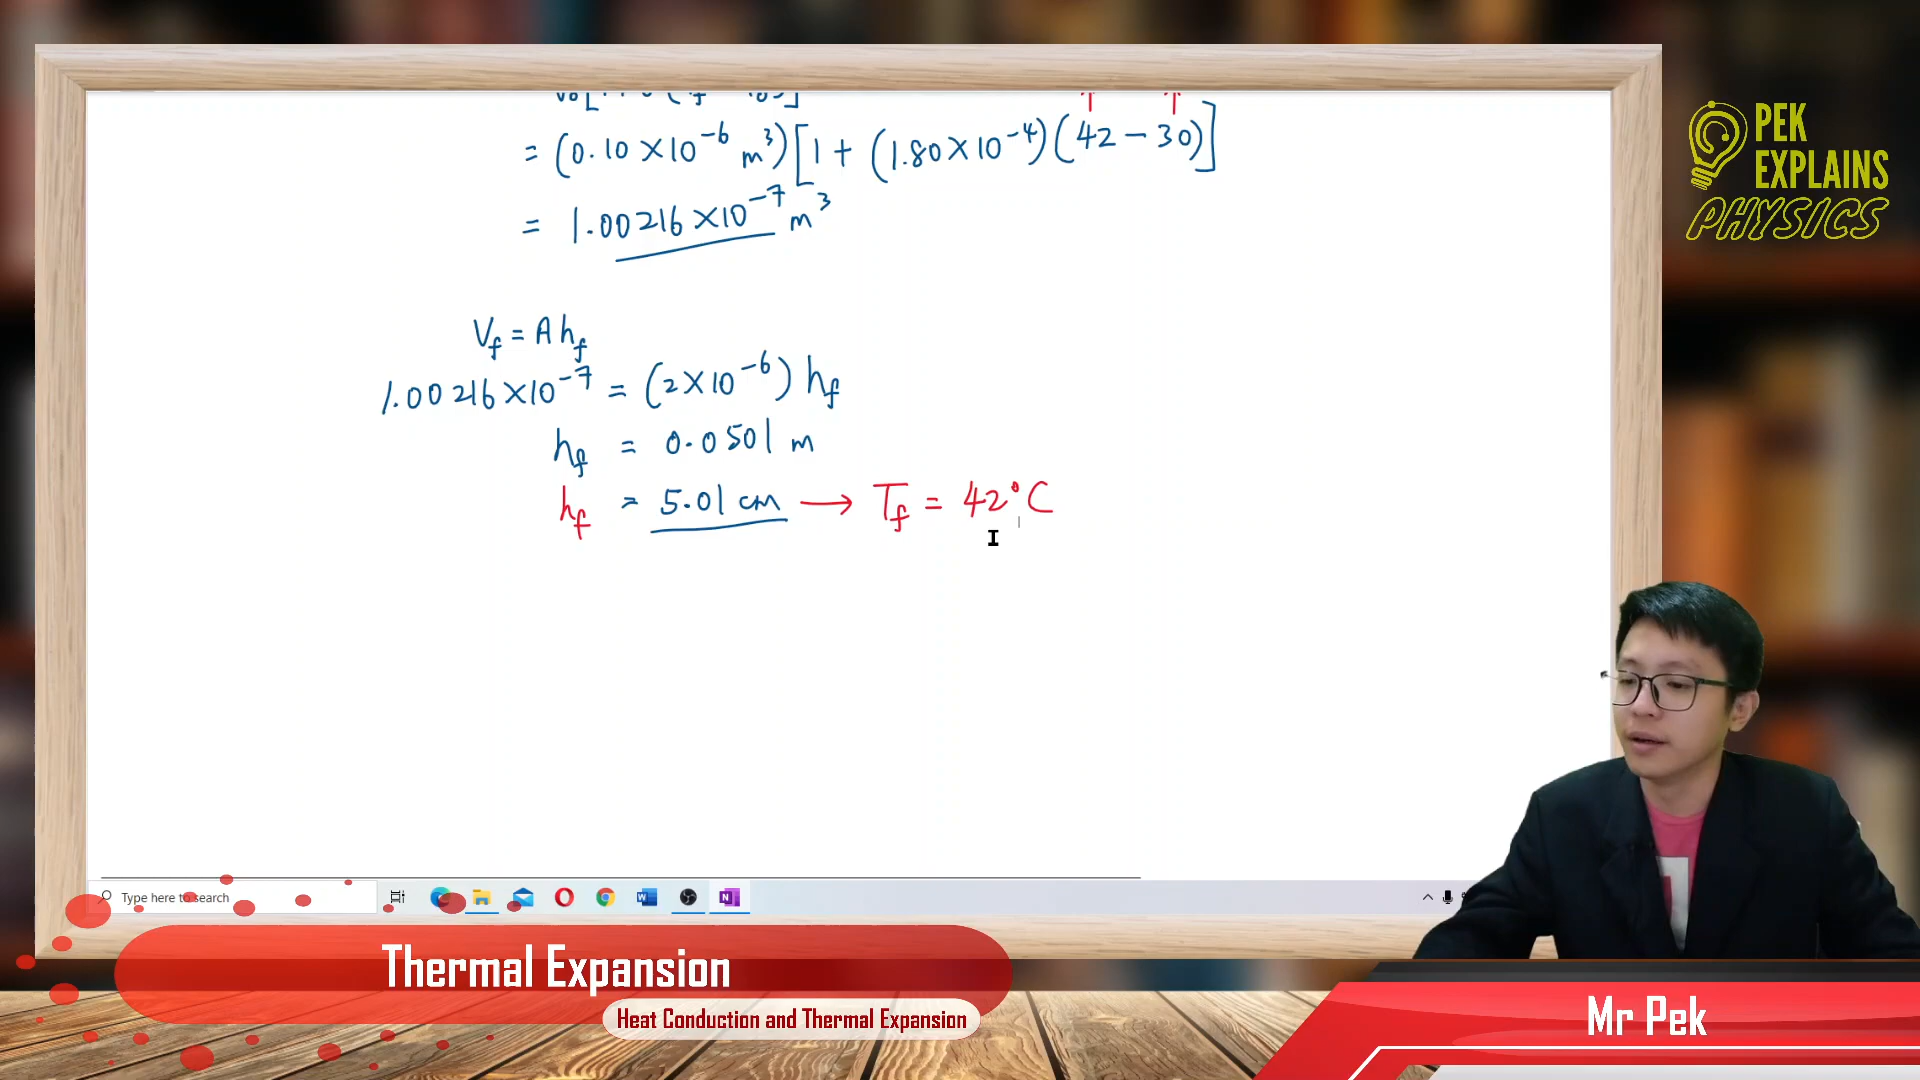 = (0.10 × 10⁻⁶ m³) [1 + (1.80 × 10⁻⁴)(42 − 30)]
= 1.00216 × 10⁻⁷ m³
V_f = A h_f
1.00216 × 10⁻⁷ = (2 × 10⁻⁶) h_f
h_f = 0.0501 m
h_f = 5.01 cm → T_f = 42°C
PEK
EXPLAINS
PHYSICS
Type here to search
Thermal Expansion
Heat Conduction and Thermal Expansion
Mr Pek